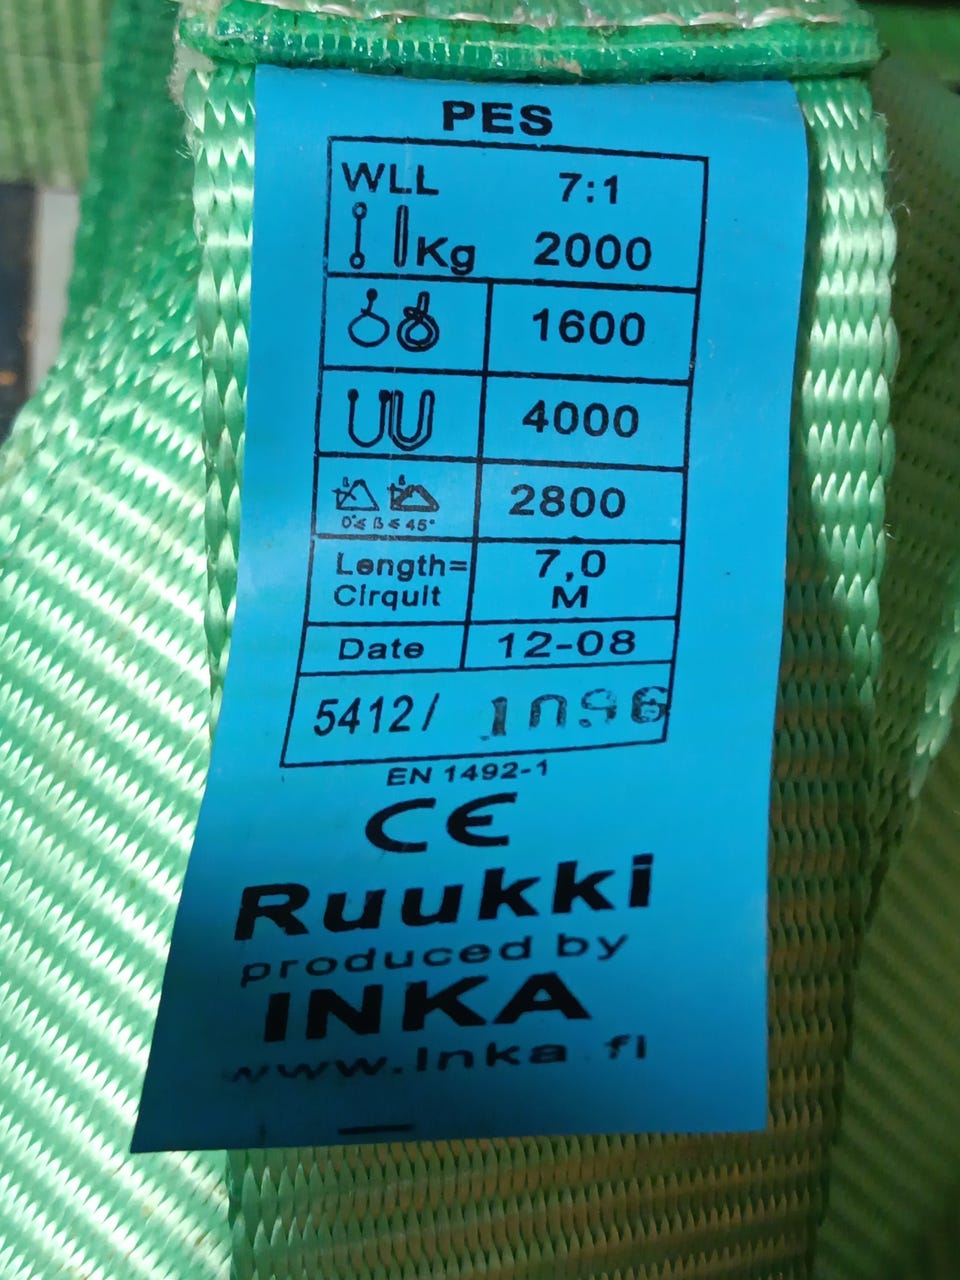 PES
WLL 7:1
Kg 2000
1600
4000
2800
0°≤ ß ≤ 45°
Length= 7,0
Cirquit M
Date 12-08
5412/ 1096
EN 1492-1
CE
Ruukki
produced by
INKA
www.inka.fi